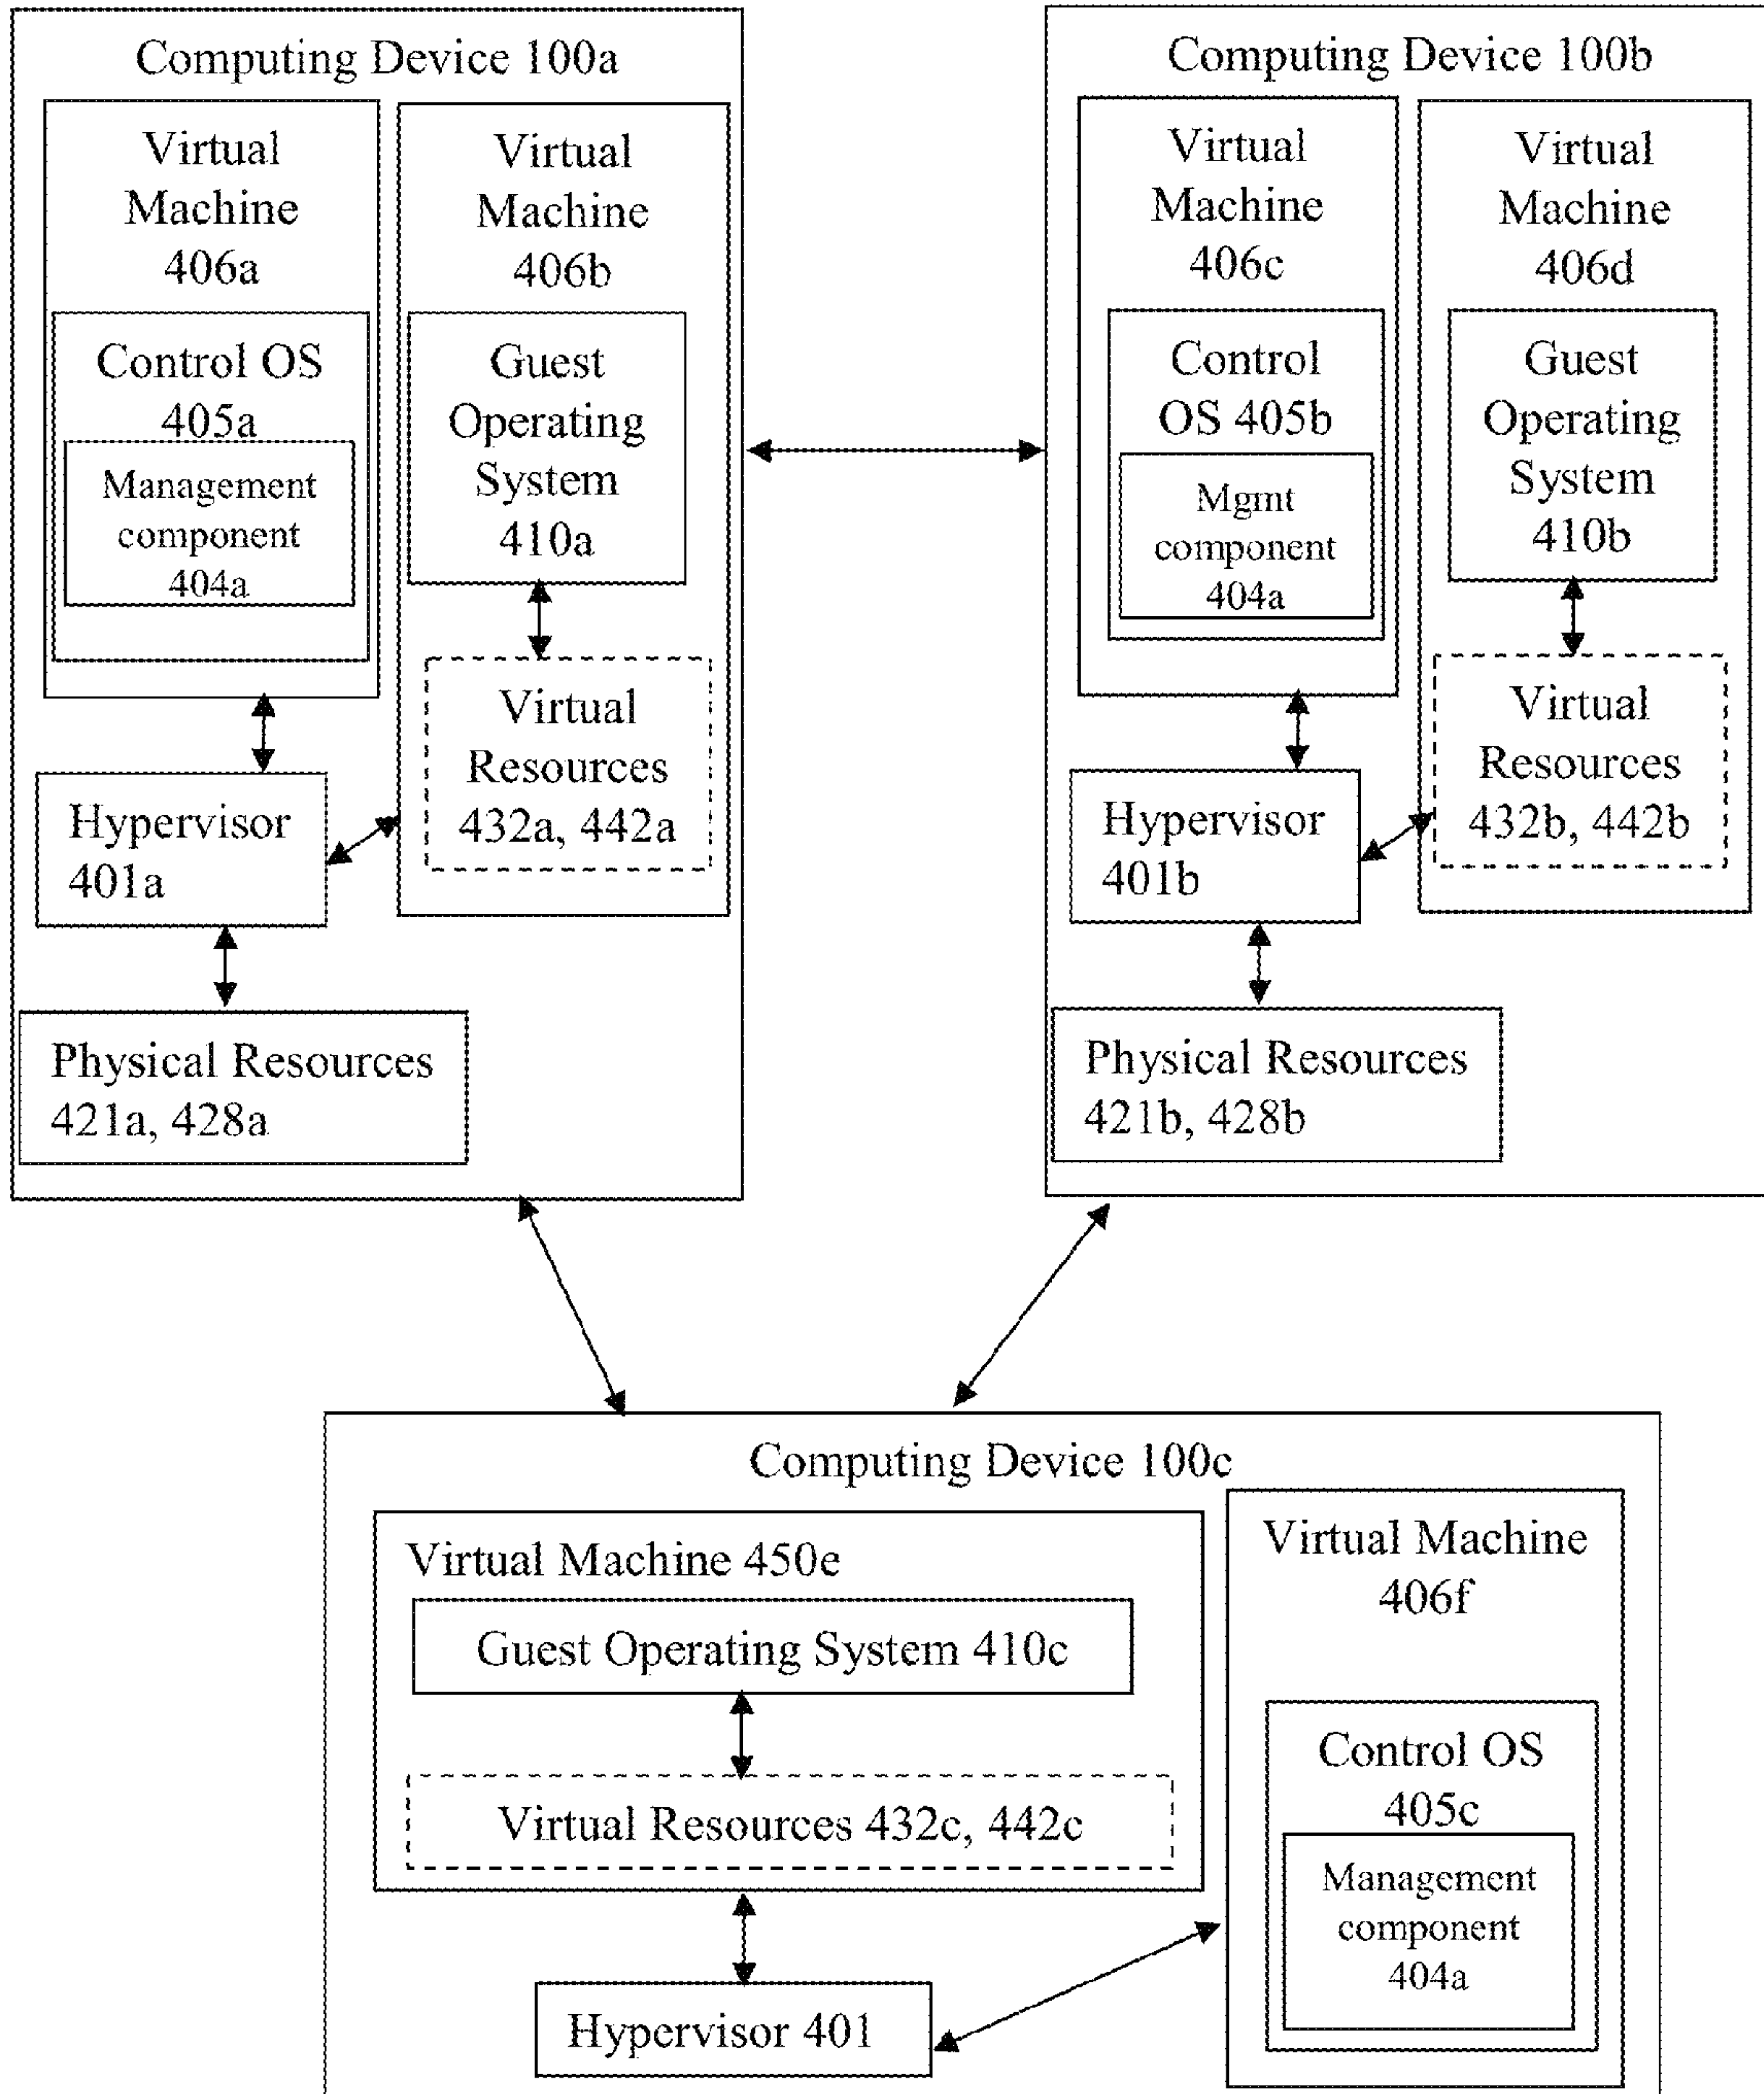 Computing Device 100a
Virtual
Machine
406a
Control OS
405a
Management
component
404a
Virtual
Machine
406b
Guest
Operating
System
410a
Virtual
Resources
432a, 442a
Hypervisor
401a
Physical Resources
421a, 428a
Computing Device 100b
Virtual
Machine
406c
Control
OS 405b
Mgmt
component
404a
Virtual
Machine
406d
Guest
Operating
System
410b
Virtual
Resources
432b, 442b
Hypervisor
401b
Physical Resources
421b, 428b
Computing Device 100c
Virtual Machine 450e
Guest Operating System 410c
Virtual Resources 432c, 442c
Hypervisor 401
Virtual Machine
406f
Control OS
405c
Management
component
404a